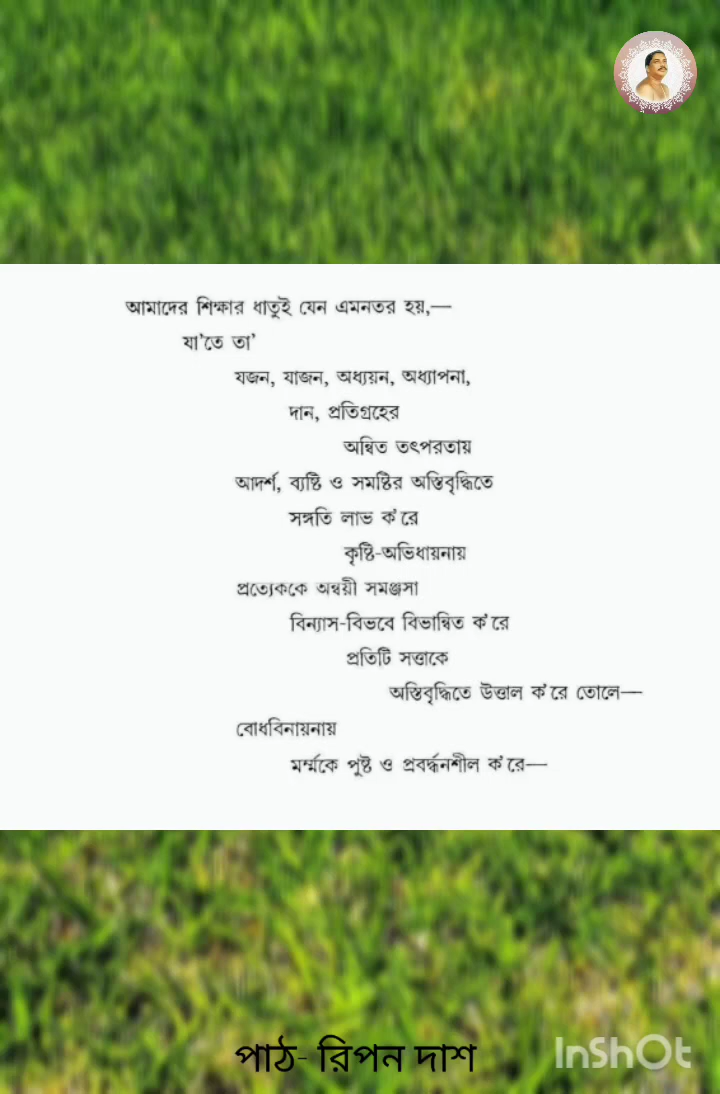 আমাদের শিক্ষার ধাতুই যেন এমনতর হয়,—
যা'তে তা'
যজন, যাজন, অধ্যয়ন, অধ্যাপনা,
দান, প্রতিগ্রহের
অন্বিত তৎপরতায়
আদর্শ, ব্যষ্টি ও সমষ্টির অস্তিবৃদ্ধিতে
সঙ্গতি লাভ ক'রে
কৃষ্টি-অভিধায়নায়
প্রত্যেককে অন্বয়ী সমঞ্জসা
বিন্যাস-বিভবে বিভান্বিত ক'রে
প্রতিটি সত্তাকে
অস্তিবৃদ্ধিতে উত্তাল ক'রে তোলে—
বোধবিনায়নায়
মর্ম্মকে পুষ্ট ও প্রবর্দ্ধনশীল ক'রে—
পাঠ- রিপন দাশ
InShOt